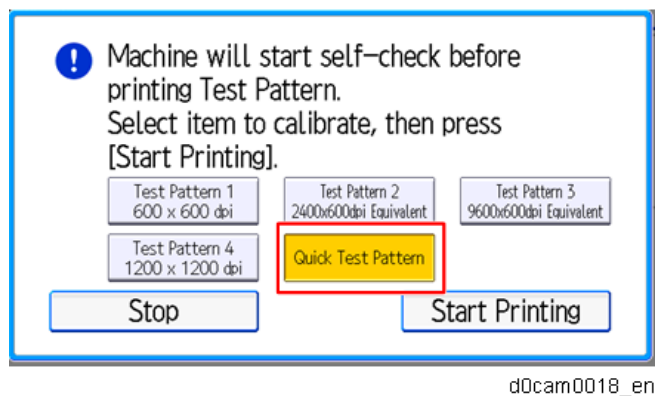 Machine will start self-check before
printing Test Pattern.
Select item to calibrate, then press
[Start Printing].
Test Pattern 1
600 x 600 dpi
Test Pattern 2
2400x600dpi Equivalent
Test Pattern 3
9600x600dpi Equivalent
Test Pattern 4
1200 x 1200 dpi
Quick Test Pattern
Stop
Start Printing
d0cam0018_en